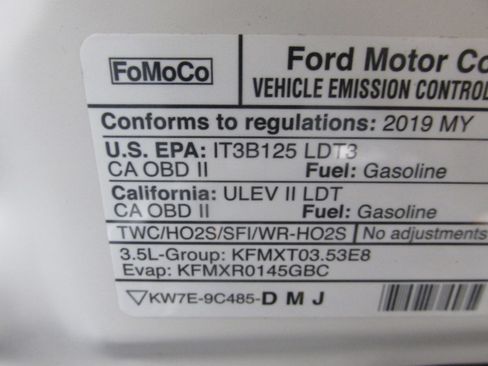 FoMoCo
Ford Motor Co
VEHICLE EMISSION CONTROL
Conforms to regulations: 2019 MY
U.S. EPA: IT3B125 LDT3
CA OBD II Fuel: Gasoline
California: ULEV II LDT
CA OBD II Fuel: Gasoline
TWC/HO2S/SFI/WR-HO2S No adjustments
3.5L-Group: KFMXT03.53E8
Evap: KFMXR0145GBC
KW7E-9C485-DMJ